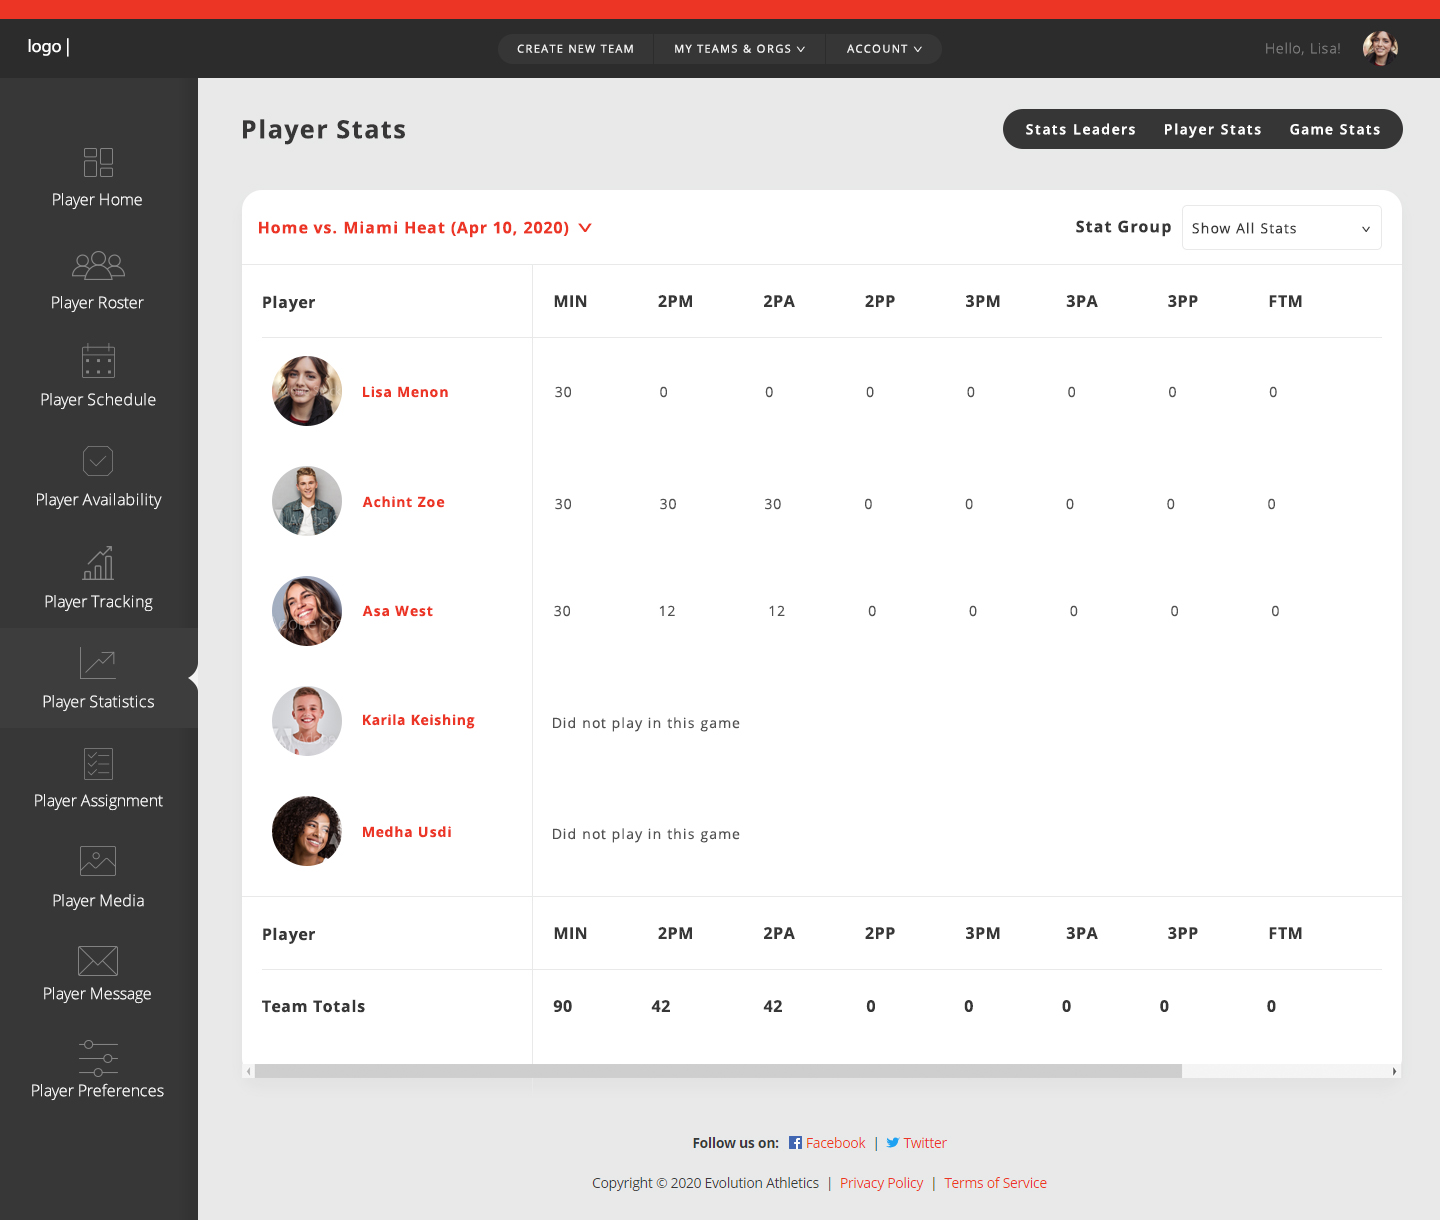 logo |
CREATE NEW TEAM
MY TEAMS & ORGS
ACCOUNT
Hello, Lisa!
Player Home
Player Roster
Player Schedule
Player Availability
Player Tracking
Player Statistics
Player Assignment
Player Media
Player Message
Player Preferences
Player Stats
Stats Leaders Player Stats Game Stats
Home vs. Miami Heat (Apr 10, 2020)
Stat Group Show All Stats
Player MIN 2PM 2PA 2PP 3PM 3PA 3PP FTM
Lisa Menon 30 0 0 0 0 0 0 0
Achint Zoe 30 30 30 0 0 0 0 0
Asa West 30 12 12 0 0 0 0 0
Karila Keishing Did not play in this game
Medha Usdi Did not play in this game
Player MIN 2PM 2PA 2PP 3PM 3PA 3PP FTM
Team Totals 90 42 42 0 0 0 0 0
Follow us on: Facebook | Twitter
Copyright © 2020 Evolution Athletics | Privacy Policy | Terms of Service